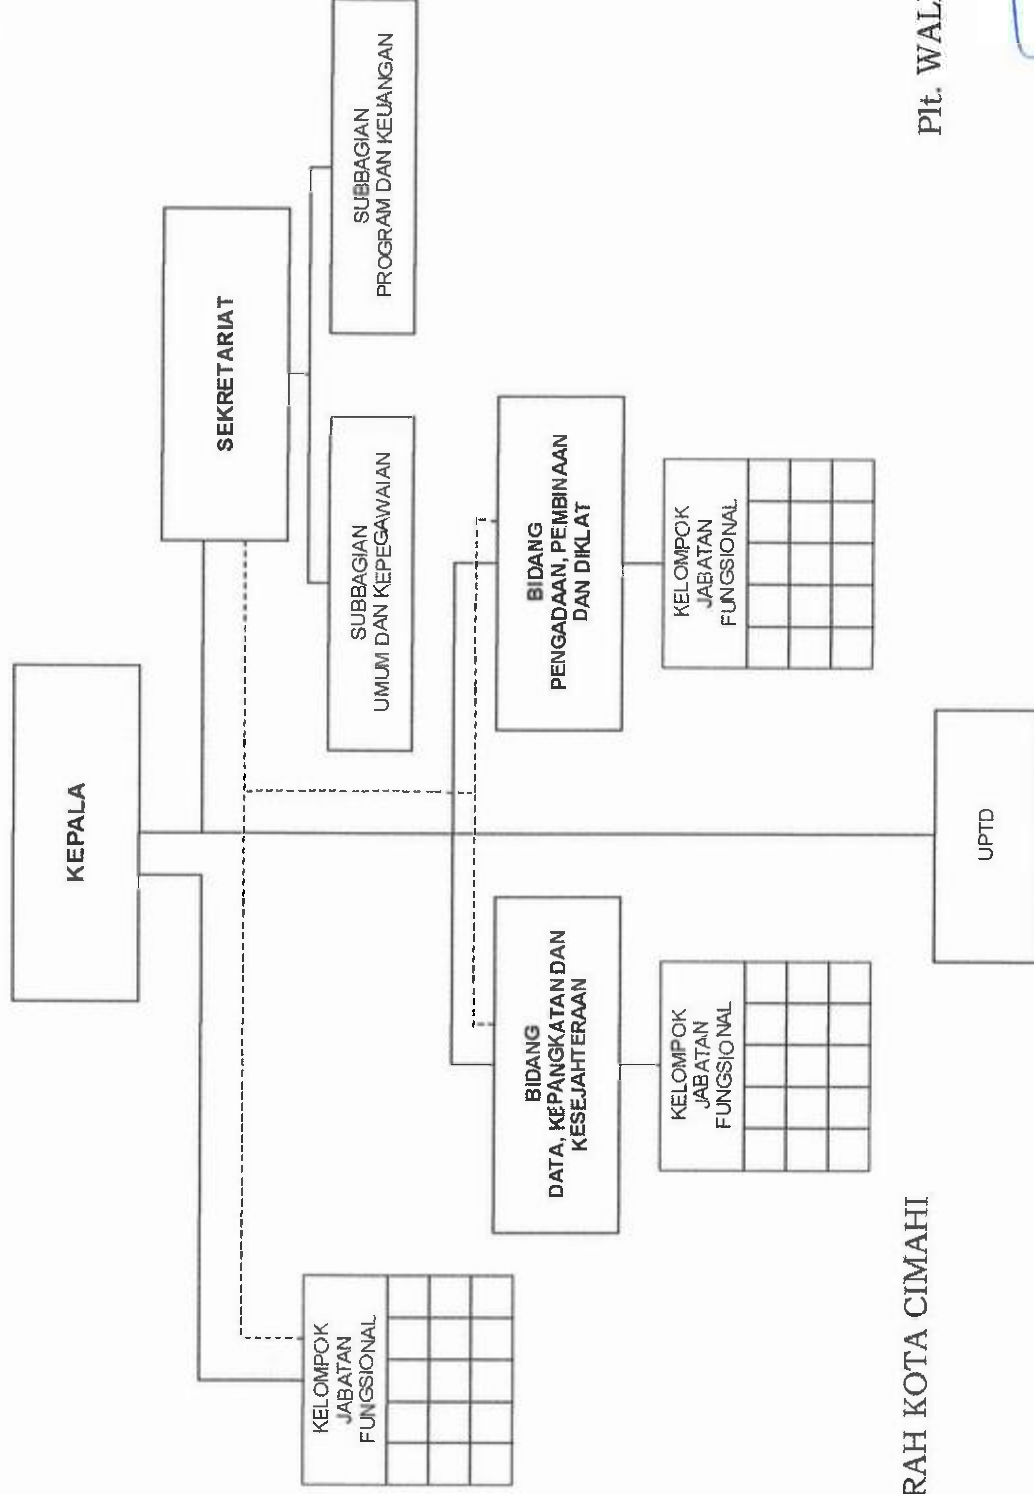 KEPALA
SEKRETARIAT
SUBBAGIAN
UMUM DAN KEPEGAWAIAN
SUBBAGIAN
PROGRAM DAN KEUANGAN
KELOMPOK
JABATAN
FUNGSIONAL
BIDANG
DATA, KEPANGKATAN DAN
KESEJAHTERAAN
BIDANG
PENGADAAN, PEMBINAAN
DAN DIKLAT
KELOMPOK
JABATAN
FUNGSIONAL
KELOMPOK
JABATAN
FUNGSIONAL
UPTD
RAH KOTA CIMAHI
Plt. WAL